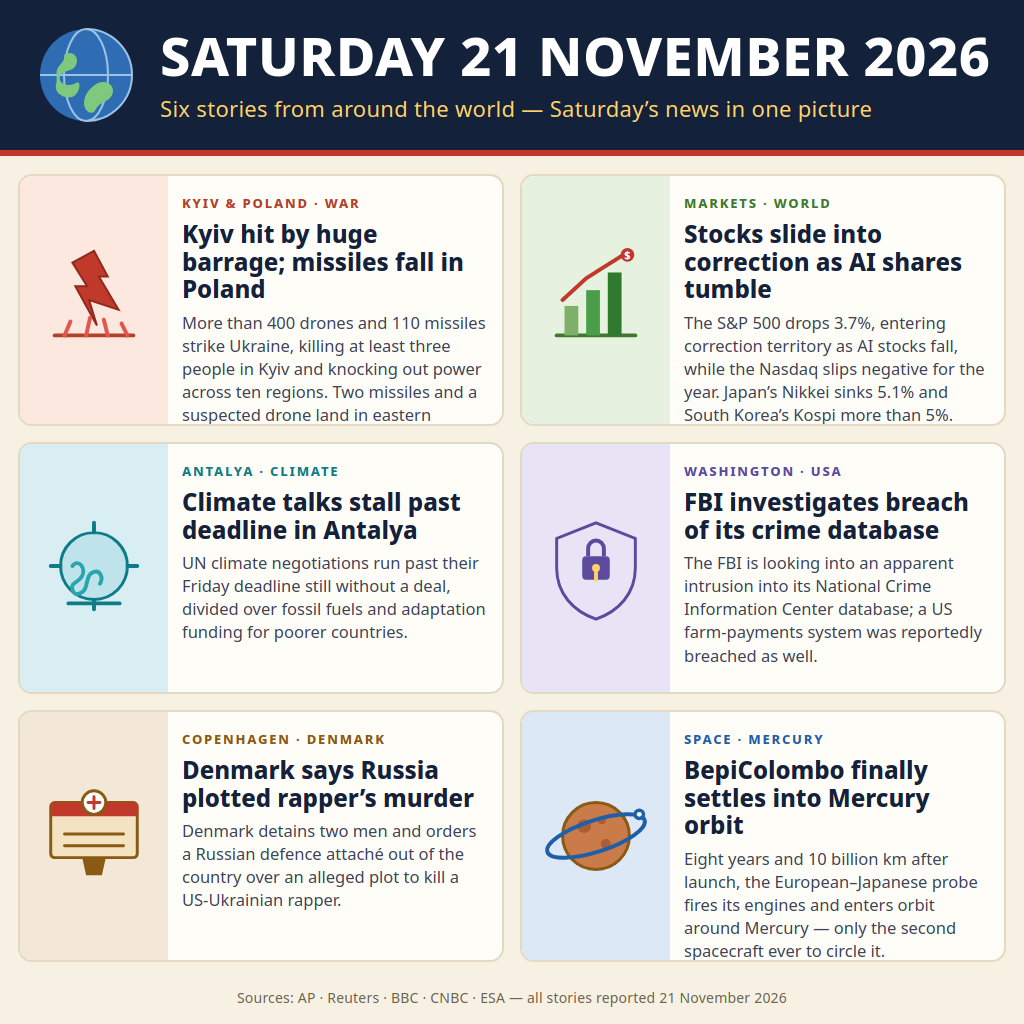 SATURDAY 21 NOVEMBER 2026
Six stories from around the world — Saturday’s news in one picture
KYIV & POLAND · WAR
Kyiv hit by huge
barrage; missiles fall in
Poland
More than 400 drones and 110 missiles
strike Ukraine, killing at least three
people in Kyiv and knocking out power
across ten regions. Two missiles and a
suspected drone land in eastern
MARKETS · WORLD
Stocks slide into
correction as AI shares
tumble
$
The S&P 500 drops 3.7%, entering
correction territory as AI stocks fall,
while the Nasdaq slips negative for the
year. Japan’s Nikkei sinks 5.1% and
South Korea’s Kospi more than 5%.
ANTALYA · CLIMATE
Climate talks stall past
deadline in Antalya
UN climate negotiations run past their
Friday deadline still without a deal,
divided over fossil fuels and adaptation
funding for poorer countries.
WASHINGTON · USA
FBI investigates breach
of its crime database
The FBI is looking into an apparent
intrusion into its National Crime
Information Center database; a US
farm-payments system was reportedly
breached as well.
COPENHAGEN · DENMARK
Denmark says Russia
plotted rapper’s murder
Denmark detains two men and orders
a Russian defence attaché out of the
country over an alleged plot to kill a
US-Ukrainian rapper.
SPACE · MERCURY
BepiColombo finally
settles into Mercury
orbit
Eight years and 10 billion km after
launch, the European–Japanese probe
fires its engines and enters orbit
around Mercury — only the second
spacecraft ever to circle it.
Sources: AP · Reuters · BBC · CNBC · ESA — all stories reported 21 November 2026